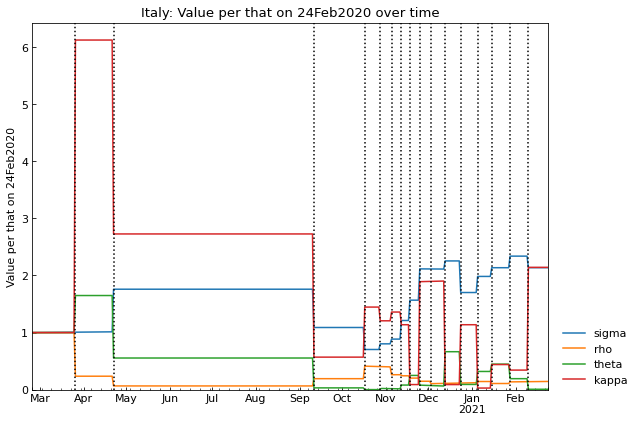 Italy: Value per that on 24Feb2020 over time
Value per that on 24Feb2020
6
5
4
3
2
1
0
Mar Apr May Jun Jul Aug Sep Oct Nov Dec Jan Feb
2021
sigma
rho
theta
kappa